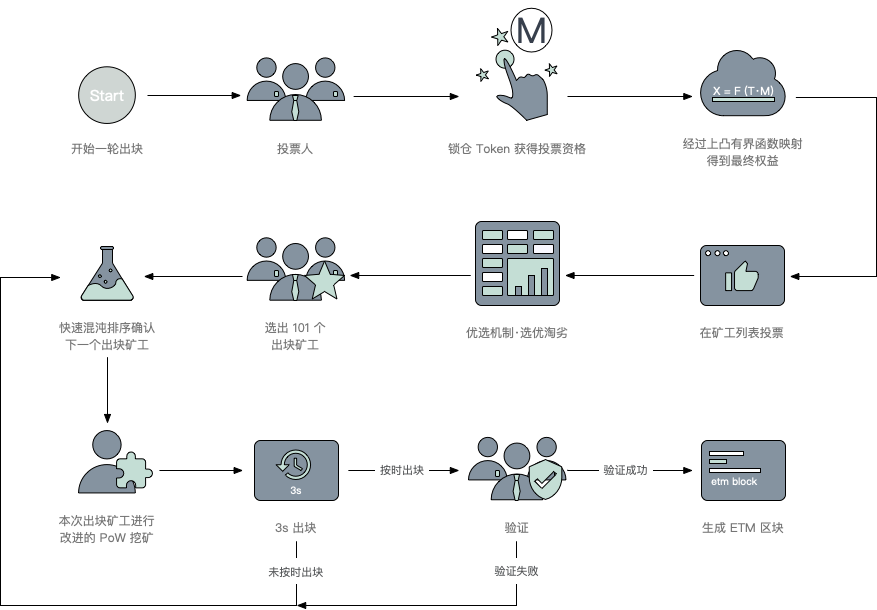 M
Start
X = F (T·M)
开始一轮出块
投票人
锁仓 Token 获得投票资格
经过上凸有界函数映射
得到最终权益
快速混沌排序确认
下一个出块矿工
选出 101 个
出块矿工
优选机制·选优淘劣
在矿工列表投票
3s
按时出块
验证成功
etm block
本次出块矿工进行
改进的 PoW 挖矿
3s 出块
验证
生成 ETM 区块
未按时出块
验证失败